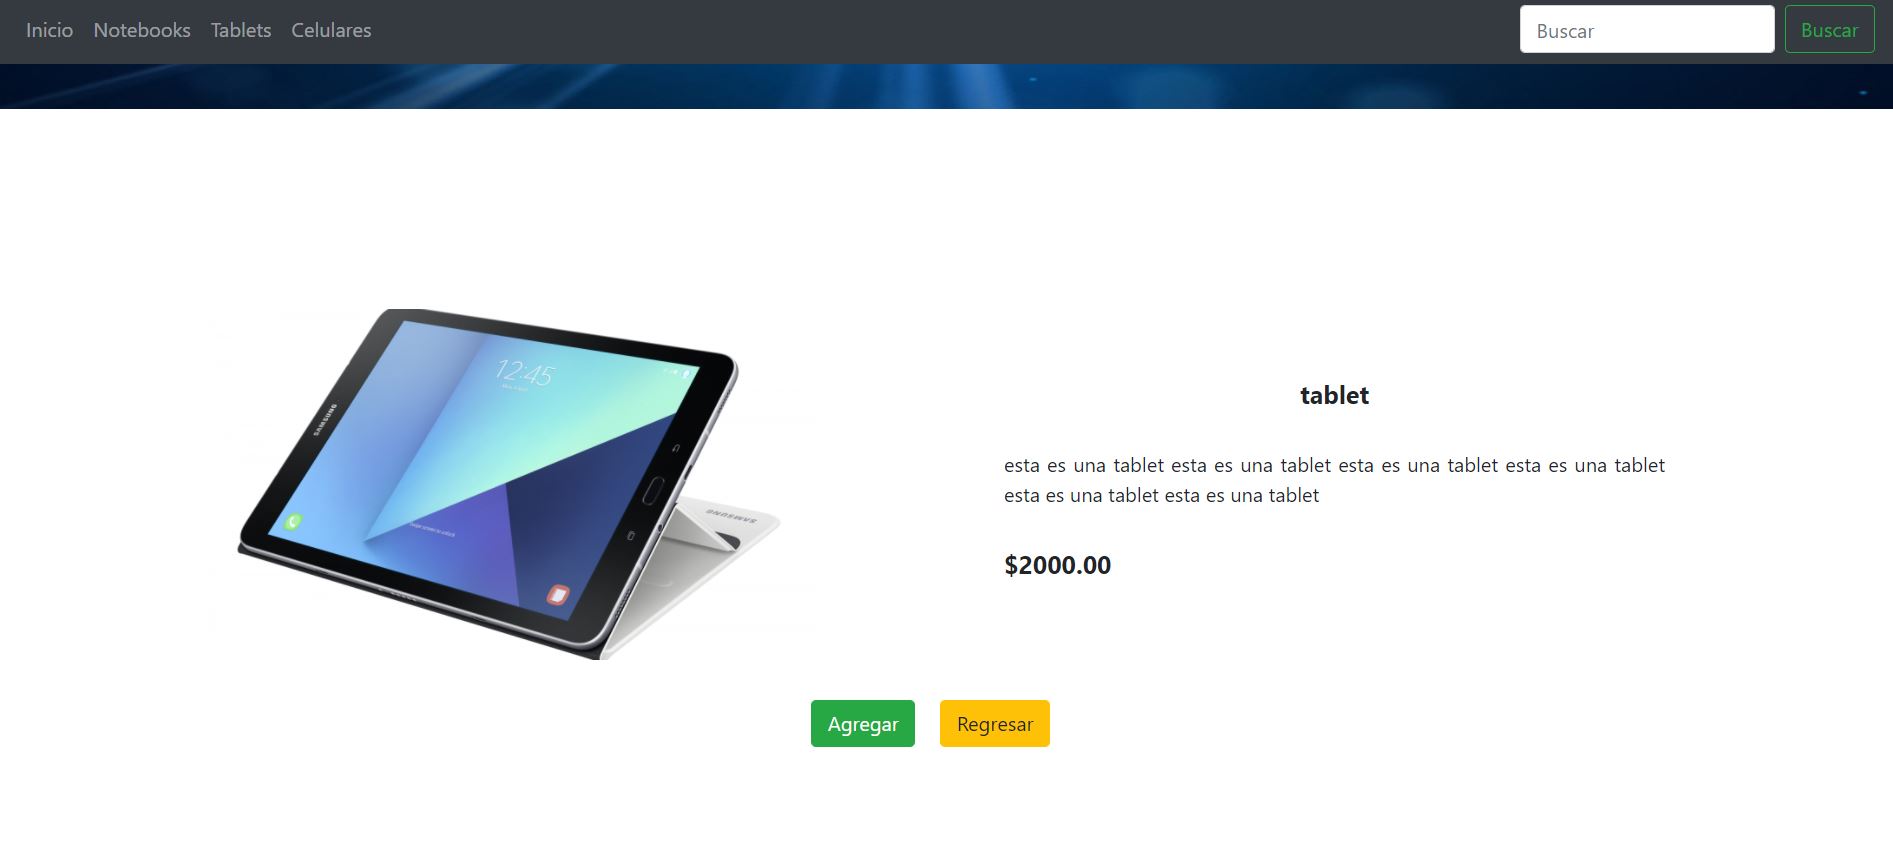 Inicio Notebooks Tablets Celulares Buscar Buscar
12:45
SAMSUNG
SAMSUNG
tablet
esta es una tablet esta es una tablet esta es una tablet esta es una tablet
esta es una tablet esta es una tablet
$2000.00
Agregar Regresar